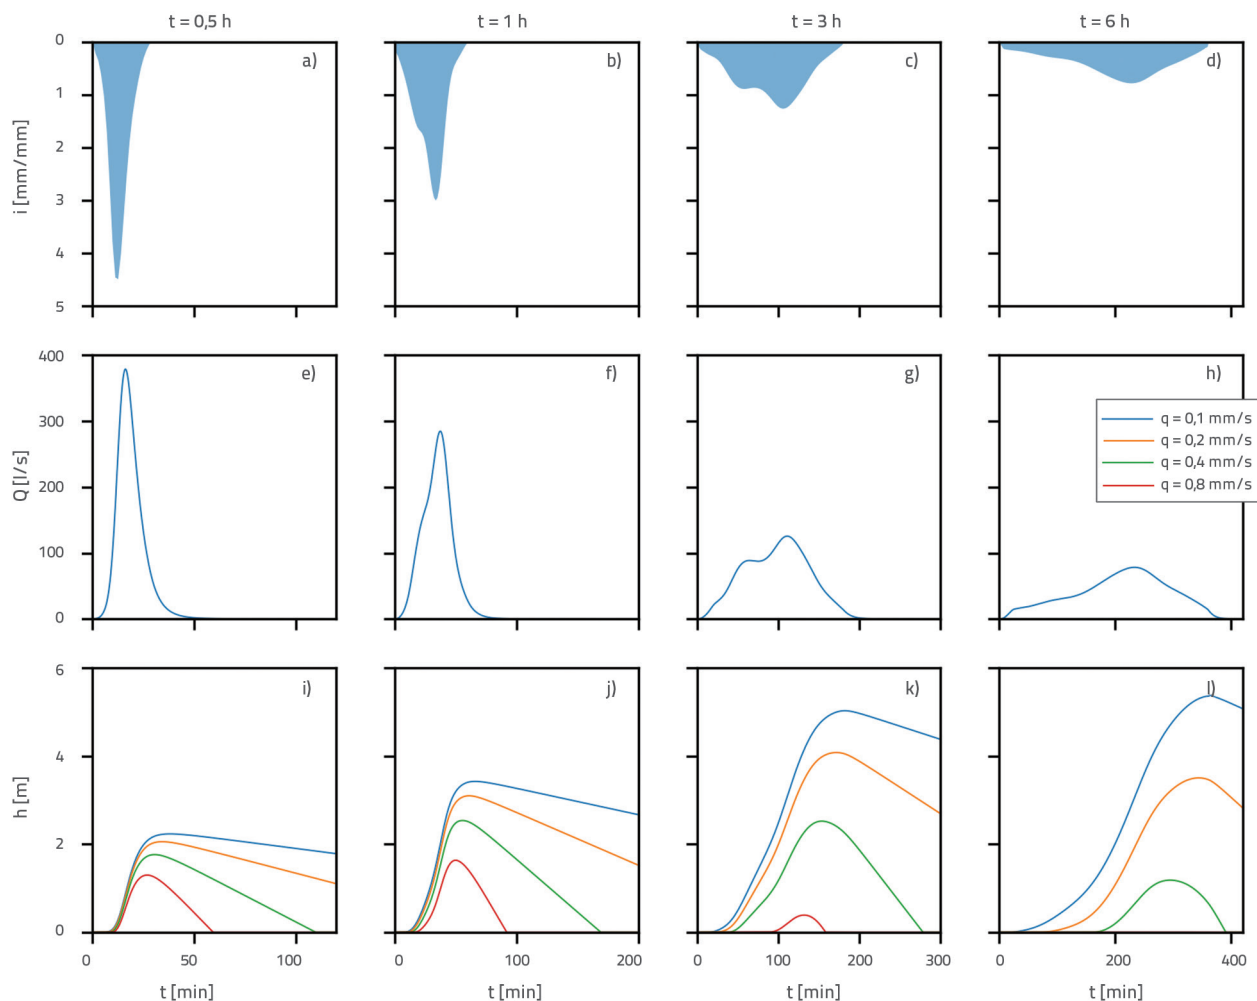 t = 0,5 h
t = 1 h
t = 3 h
t = 6 h
0
1
2
3
4
5
i [mm/mm]
a)
b)
c)
d)
400
300
200
100
0
Q [l/s]
e)
f)
g)
h)
q = 0,1 mm/s
q = 0,2 mm/s
q = 0,4 mm/s
q = 0,8 mm/s
6
4
2
0
h [m]
i)
j)
k)
l)
0 50 100
0 100 200
0 100 200 300
0 200 400
t [min]
t [min]
t [min]
t [min]